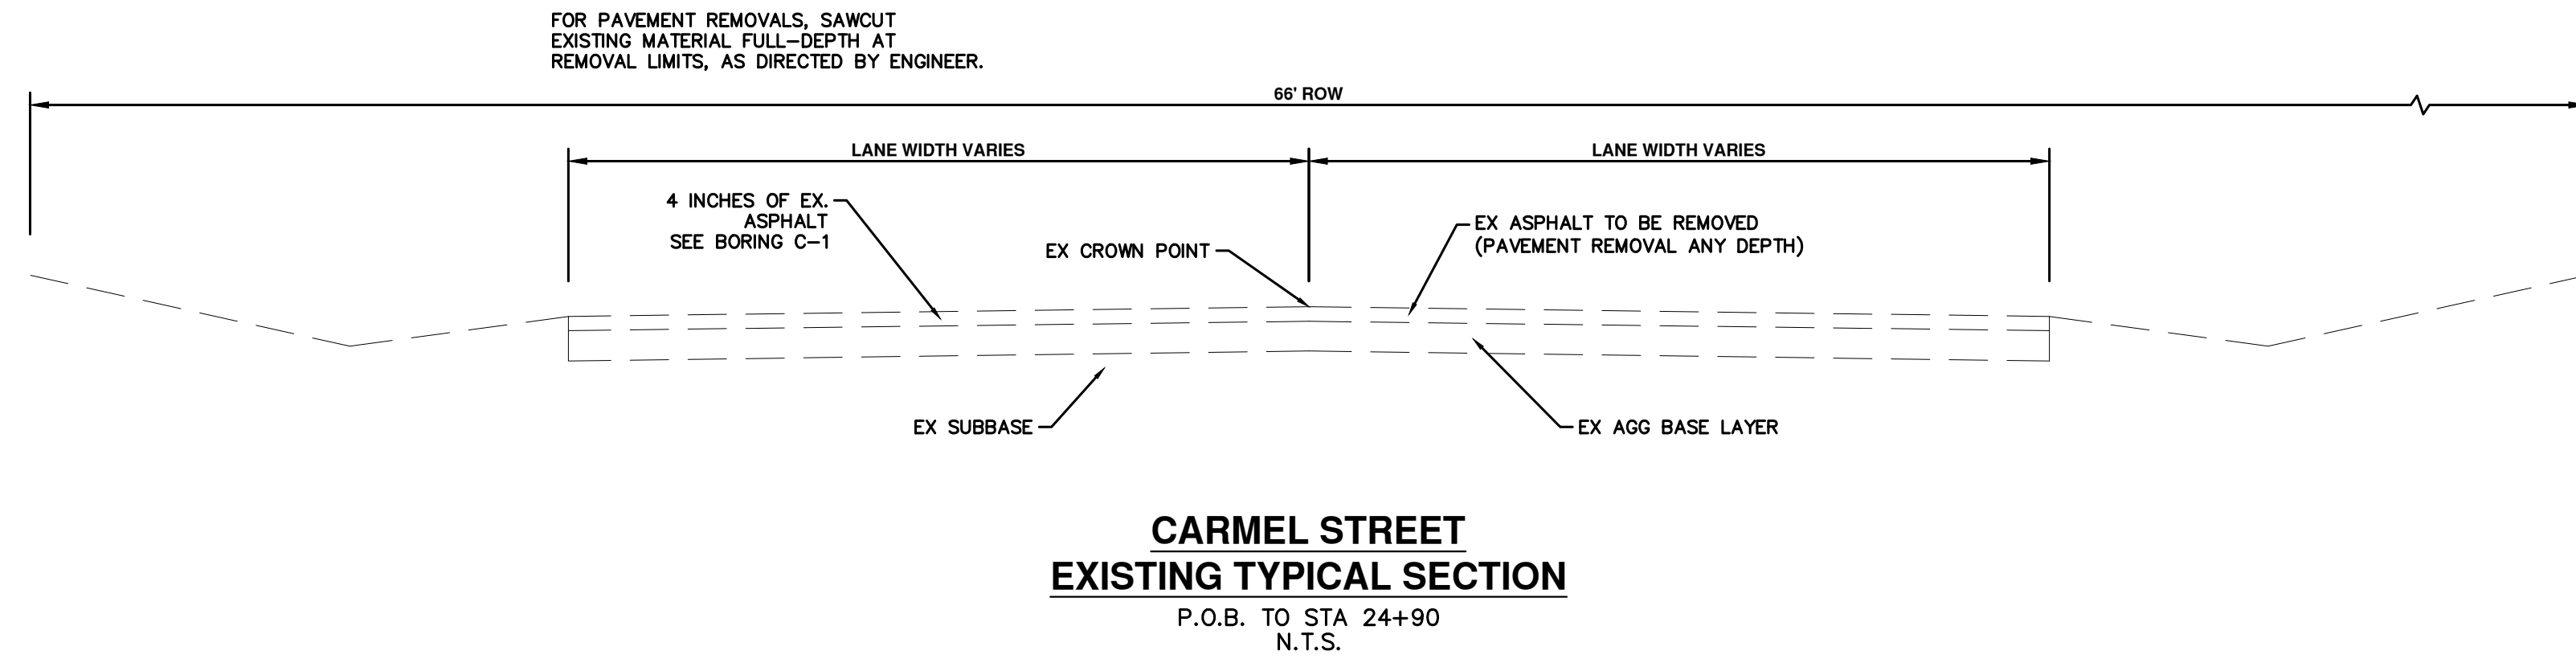 FOR PAVEMENT REMOVALS, SAWCUT
EXISTING MATERIAL FULL-DEPTH AT
REMOVAL LIMITS, AS DIRECTED BY ENGINEER.
66' ROW
LANE WIDTH VARIES
LANE WIDTH VARIES
4 INCHES OF EX.
ASPHALT
SEE BORING C-1
EX CROWN POINT
EX ASPHALT TO BE REMOVED
(PAVEMENT REMOVAL ANY DEPTH)
EX SUBBASE
EX AGG BASE LAYER
CARMEL STREET
EXISTING TYPICAL SECTION
P.O.B. TO STA 24+90
N.T.S.